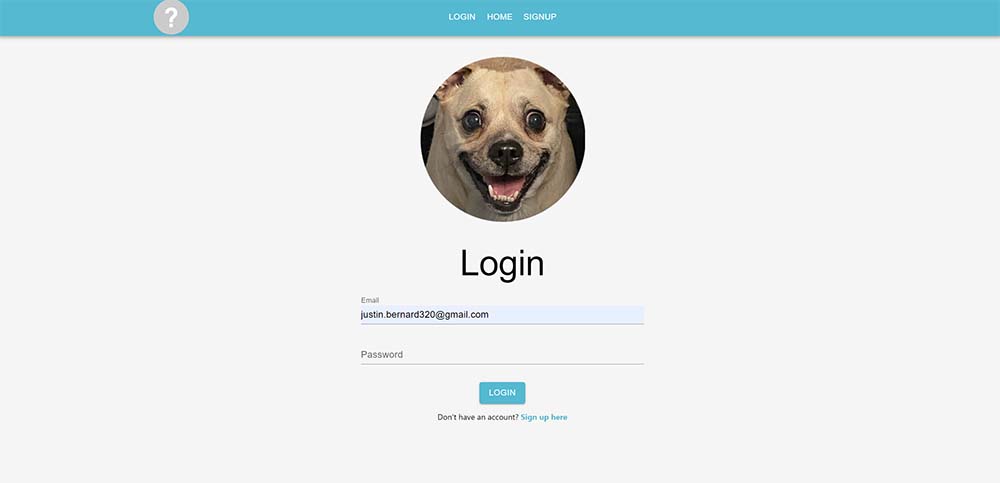 ?
LOGIN HOME SIGNUP
Login
Email
justin.bernard320@gmail.com
Password
LOGIN
Don't have an account? Sign up here